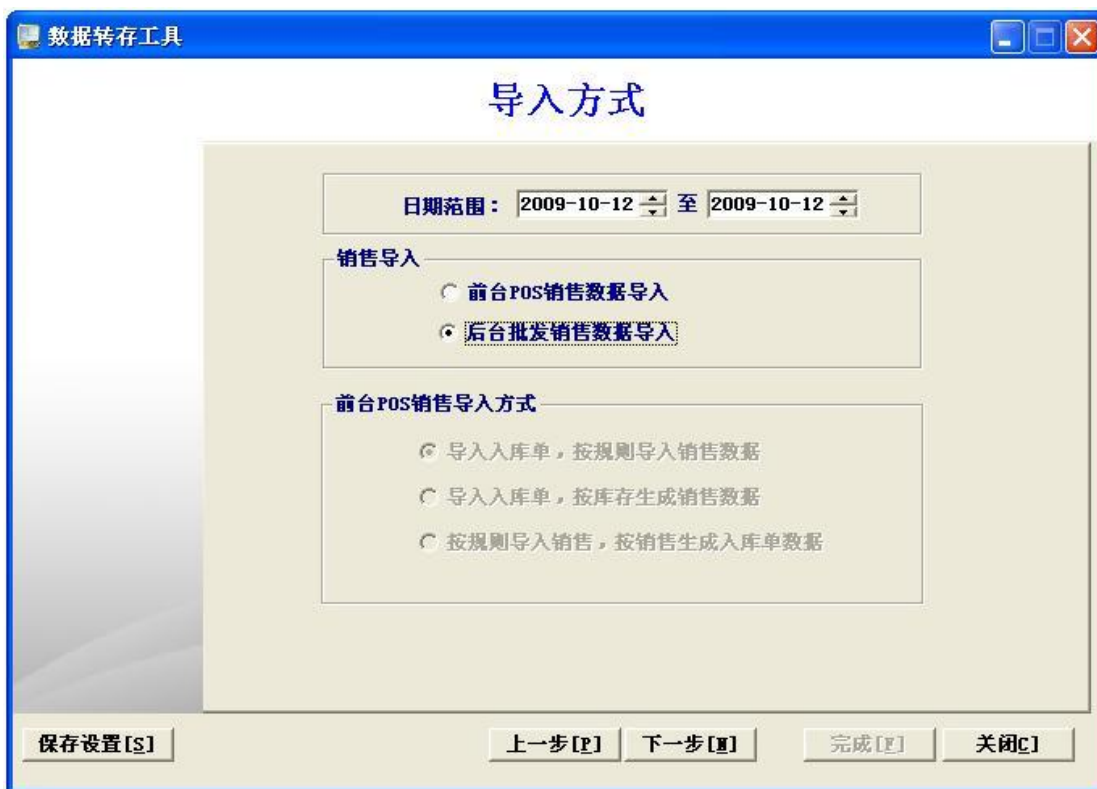 数据转存工具
导入方式
日期范围： 2009-10-12 至 2009-10-12
销售导入
前台POS销售数据导入
后台批发销售数据导入
前台POS销售导入方式
导入入库单，按规则导入销售数据
导入入库单，按库存生成销售数据
按规则导入销售，按销售生成入库单数据
保存设置[S] 上一步[P] 下一步[N] 完成[F] 关闭C]